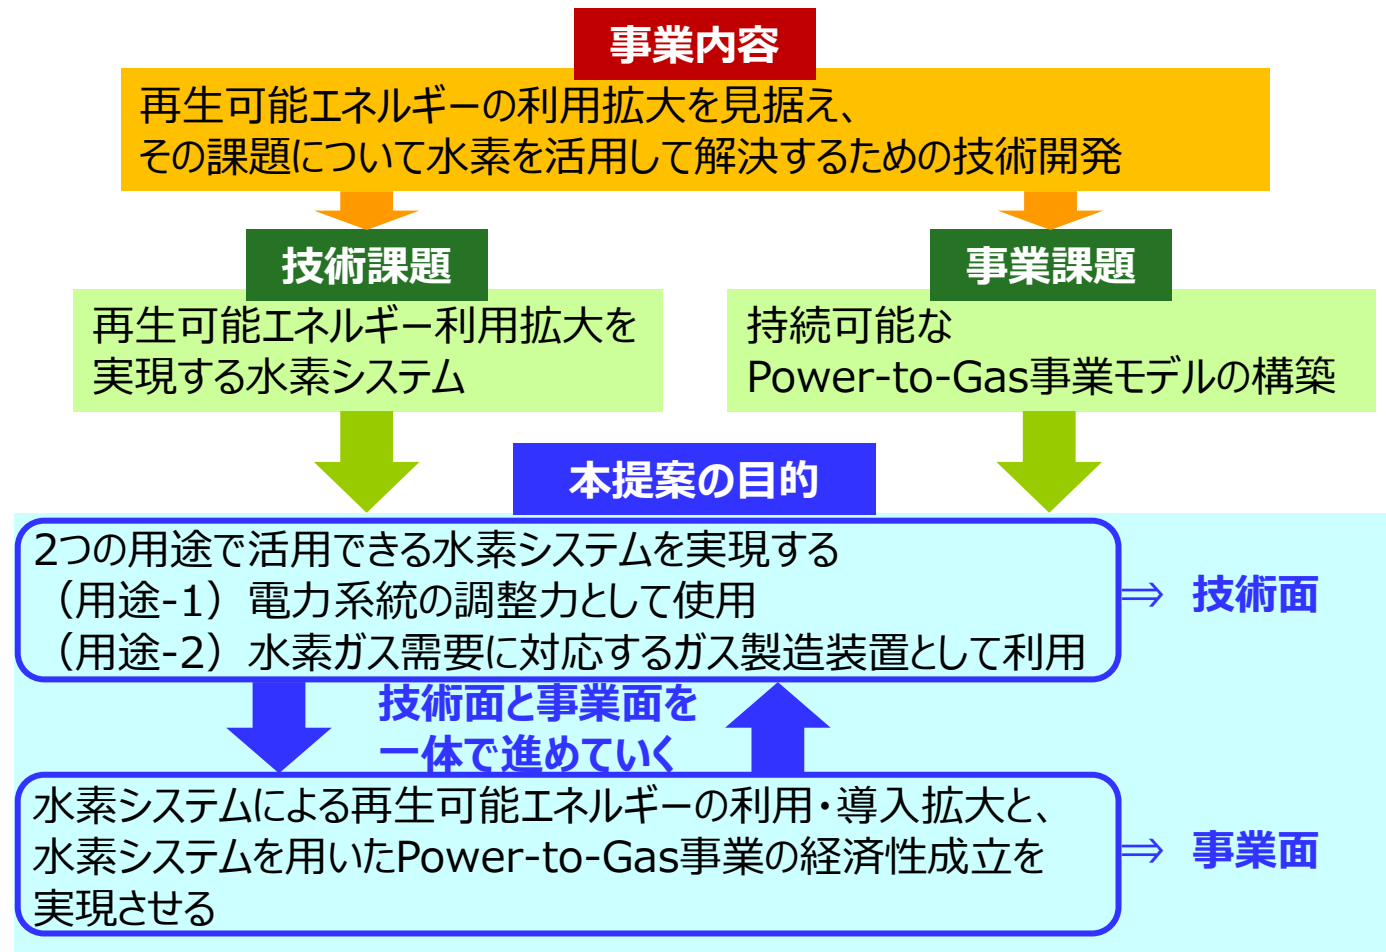 事業内容
再生可能エネルギーの利用拡大を見据え、
その課題について水素を活用して解決するための技術開発
技術課題
再生可能エネルギー利用拡大を
実現する水素システム
事業課題
持続可能な
Power-to-Gas事業モデルの構築
本提案の目的
2つの用途で活用できる水素システムを実現する
（用途-1）電力系統の調整力として使用
（用途-2）水素ガス需要に対応するガス製造装置として利用
⇒ 技術面
技術面と事業面を
一体で進めていく
水素システムによる再生可能エネルギーの利用・導入拡大と、
水素システムを用いたPower-to-Gas事業の経済性成立を
実現させる
⇒ 事業面